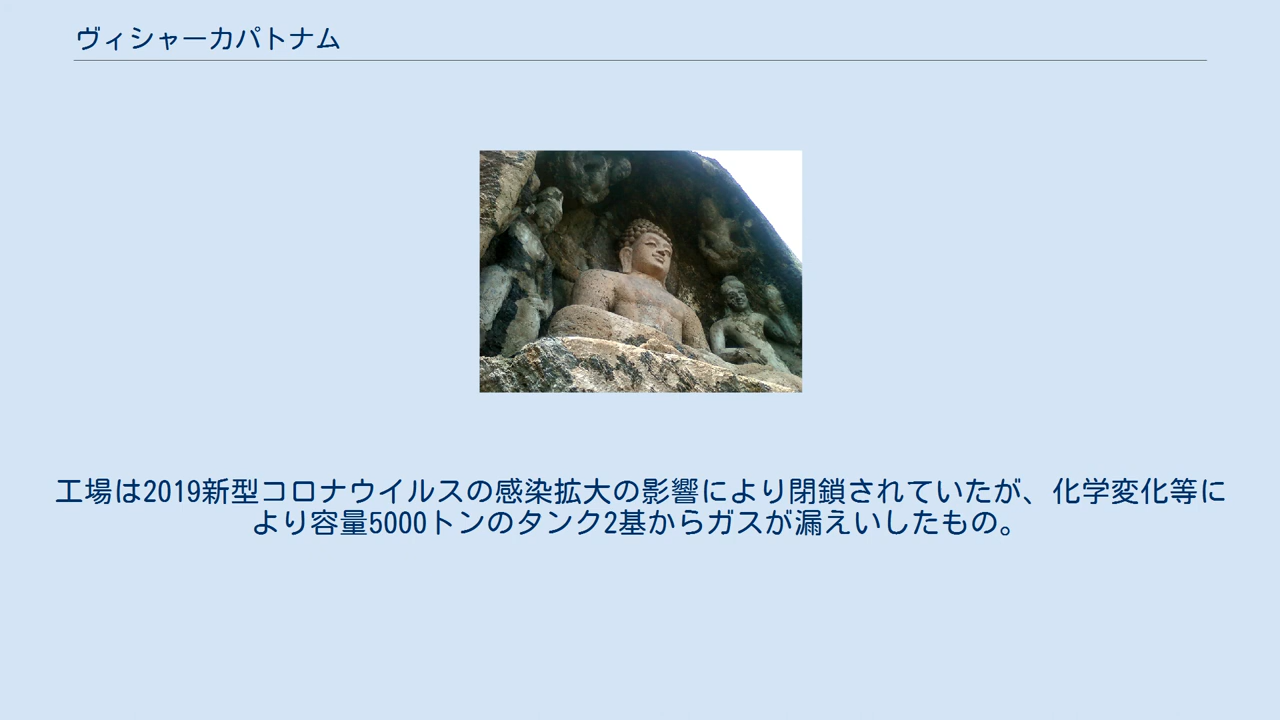 ヴィシャーカパトナム
工場は2019新型コロナウイルスの感染拡大の影響により閉鎖されていたが、化学変化等に
より容量5000トンのタンク2基からガスが漏えいしたもの。